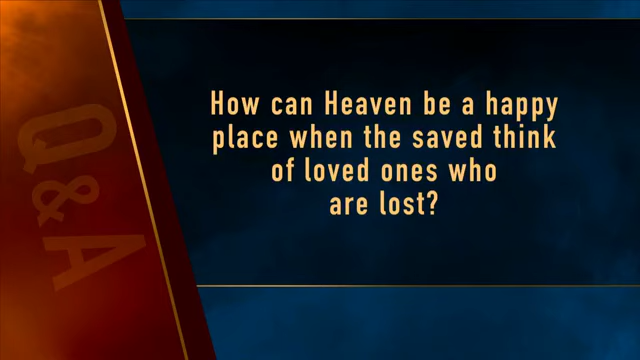 Q&A
How can Heaven be a happy
place when the saved think
of loved ones who
are lost?